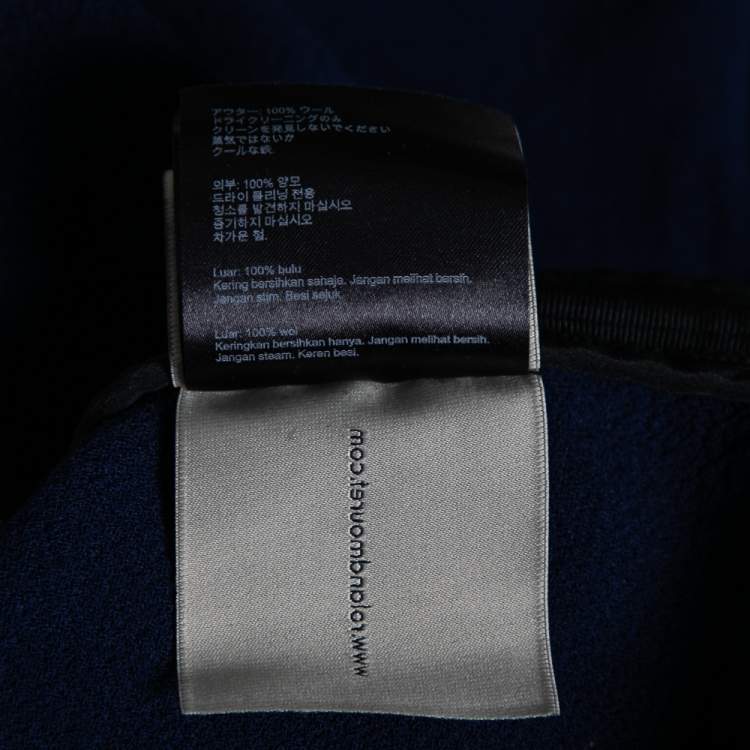 アウター: 100% ウール
ドライクリーニングのみ
クリーンを発見しないでください
蒸気ではないか
クールな鉄.
외부: 100% 양모
드라이 클리닝 전용
청소를 발견하지 마십시오
증기하지 마십시오
차가운 철.
Luar: 100% bulu
Kering bersihkan sahaje. Jangan melihat bersih.
Jangan stim. Besi sejuk.
Luar: 100% wol
Keringkan bersihkan hanya. Jangan melihat bersih.
Jangan steam. Keren besi.
www.rolandmouret.com